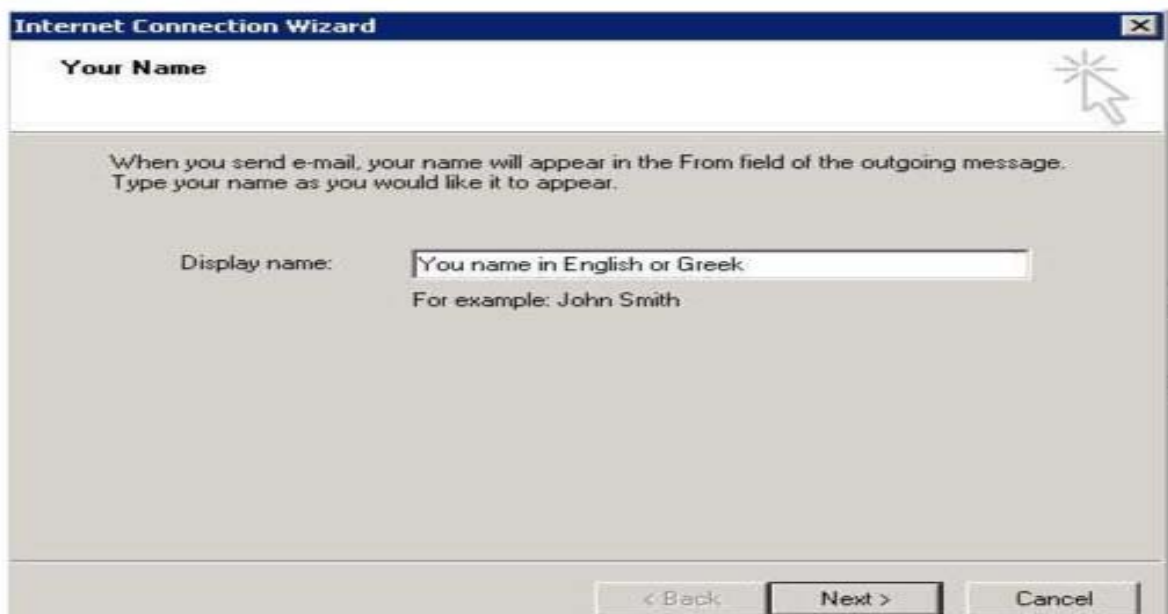 Internet Connection Wizard
Your Name
When you send e-mail, your name will appear in the From field of the outgoing message.
Type your name as you would like it to appear.
Display name: You name in English or Greek
For example: John Smith
< Back Next > Cancel